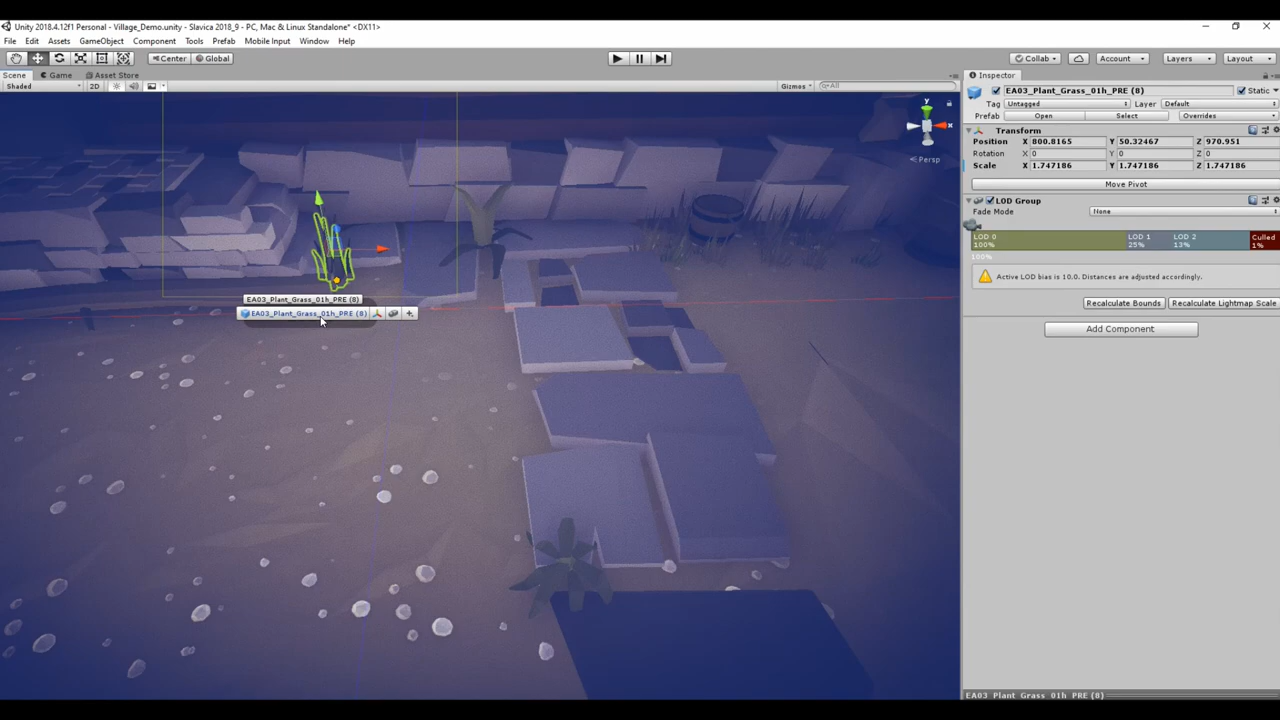 Unity 2018.4.12f1 Personal - Village_Demo.unity - Slavica 2018_9 - PC, Mac & Linux Standalone* <DX11>
File Edit Assets GameObject Component Tools Prefab Mobile Input Window Help
Center Global Collab Account Layers Layout
Scene Game Asset Store
Shaded 2D Gizmos All
y
x
Persp
EA03_Plant_Grass_01h_PRE (8)
EA03_Plant_Grass_01h_PRE (8)
Inspector
EA03_Plant_Grass_01h_PRE (8) Static
Tag Untagged Layer Default
Prefab Open Select Overrides
Transform
Position X 800.8165 Y 50.32467 Z 970.951
Rotation X 0 Y 0 Z 0
Scale X 1.747186 Y 1.747186 Z 1.747186
Move Pivot
LOD Group
Fade Mode None
LOD 0 LOD 1 LOD 2 Culled
100% 25% 13% 1%
100%
Active LOD bias is 10.0. Distances are adjusted accordingly.
Recalculate Bounds Recalculate Lightmap Scale
Add Component
EA03_Plant_Grass_01h_PRE (8)